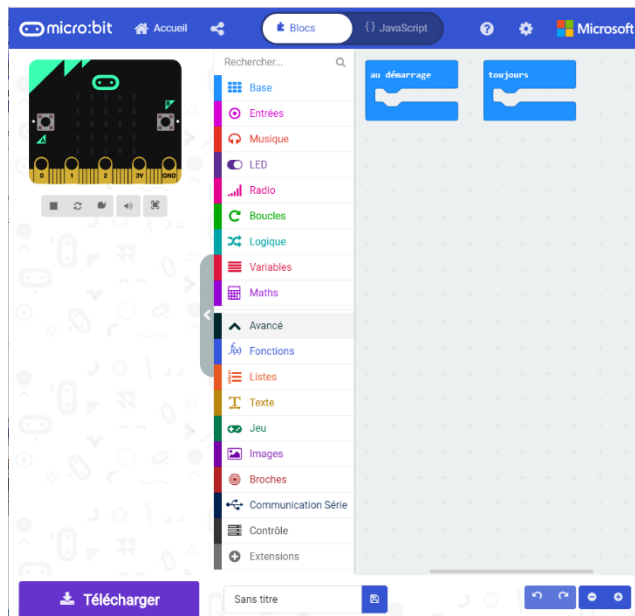 micro:bit Accueil Blocs {} JavaScript ? Microsoft
Rechercher...
Base
Entrées
Musique
LED
Radio
Boucles
Logique
Variables
Maths
Avancé
f(x) Fonctions
Listes
Texte
Jeu
Images
Broches
Communication Série
Contrôle
Extensions
au démarrage
toujours
0 1 2 3V GND
Télécharger
Sans titre